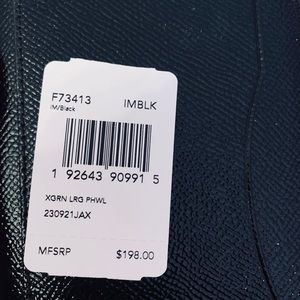 F73413 IMBLK
IM/Black
1 92643 90991 5
XGRN LRG PHWL
230921JAX
MFSRP $198.00